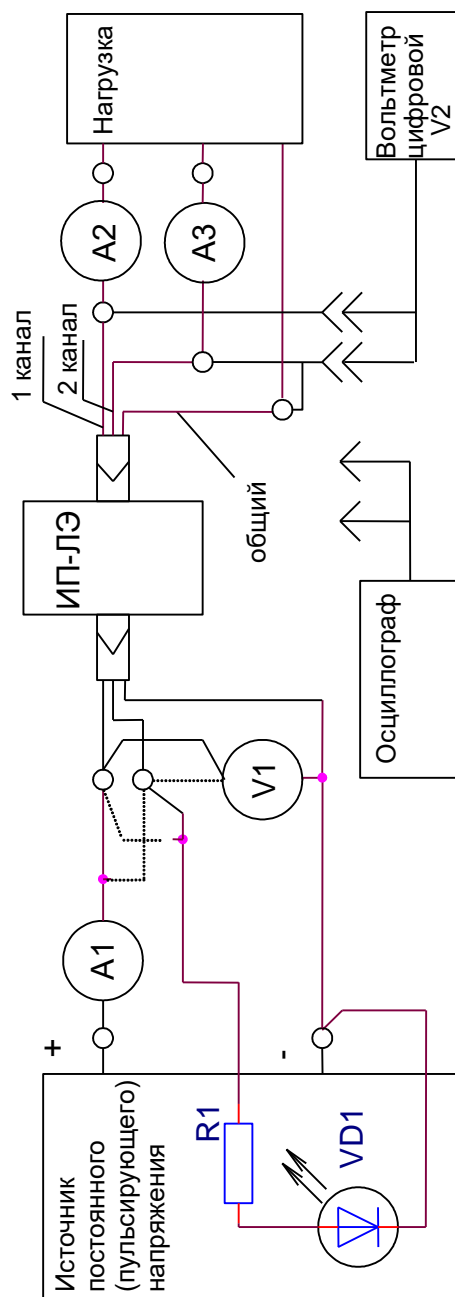 Источник
постоянного
(пульсирующего)
напряжения
+
-
R1
VD1
A1
V1
ИП-ЛЭ
1 канал
2 канал
общий
A2
A3
Нагрузка
Осциллограф
Вольтметр
цифровой
V2